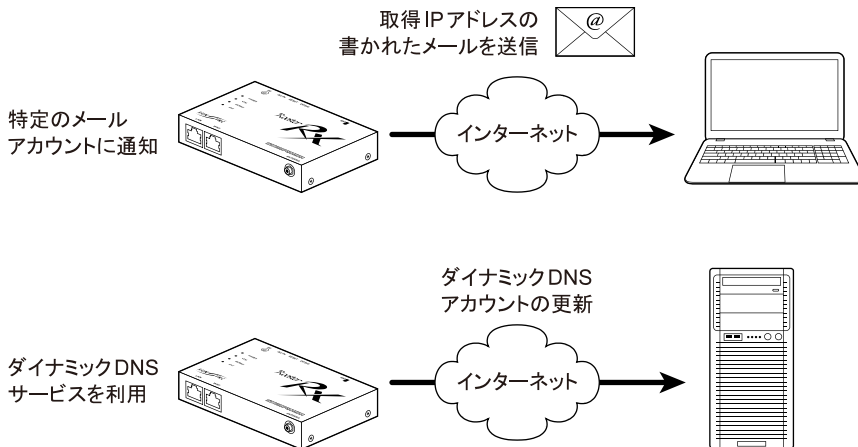 取得IPアドレスの
書かれたメールを送信
@
特定のメール
アカウントに通知
Rx
インターネット
ダイナミックDNS
アカウントの更新
ダイナミックDNS
サービスを利用
Rx
インターネット